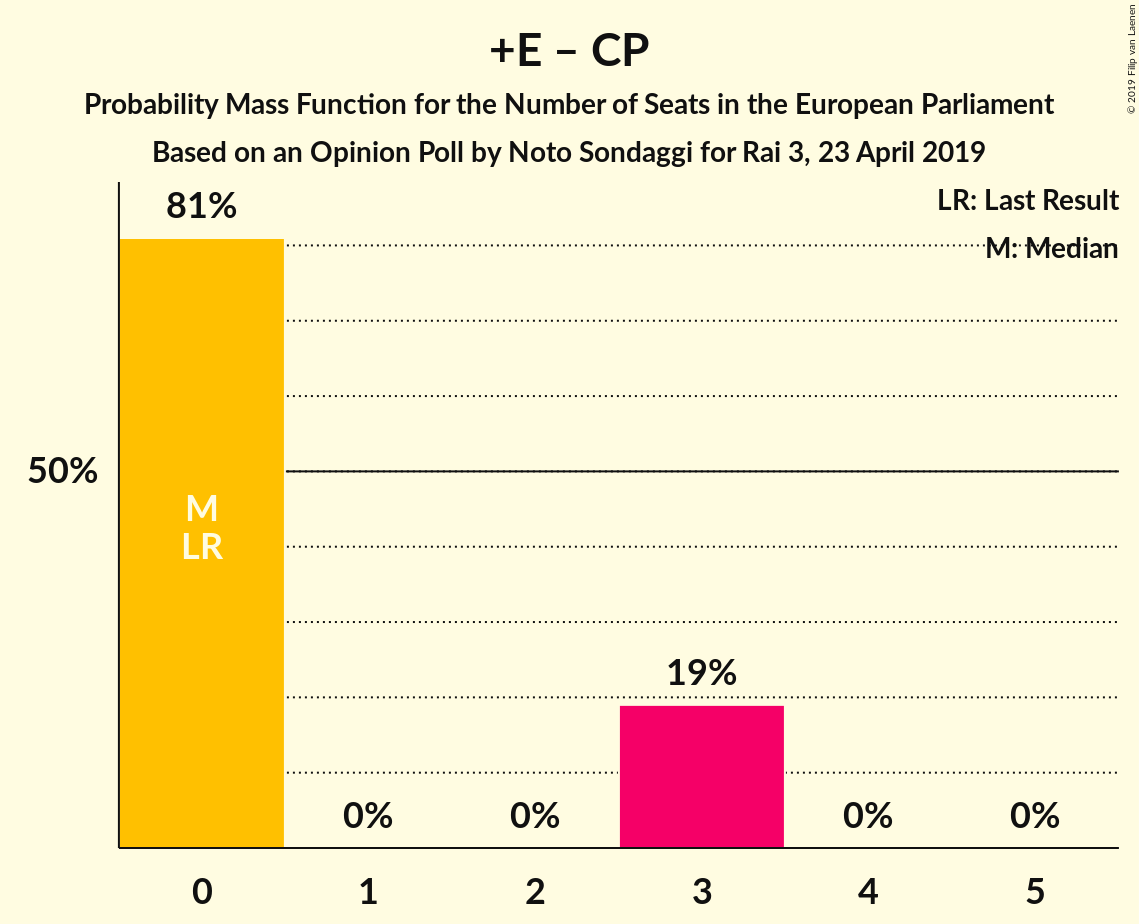 +E – CP
Probability Mass Function for the Number of Seats in the European Parliament
Based on an Opinion Poll by Noto Sondaggi for Rai 3, 23 April 2019
© 2019 Filip van Laenen
LR: Last Result
M: Median
81%
50%
M
LR
19%
0%
0%
0%
0%
0
1
2
3
4
5